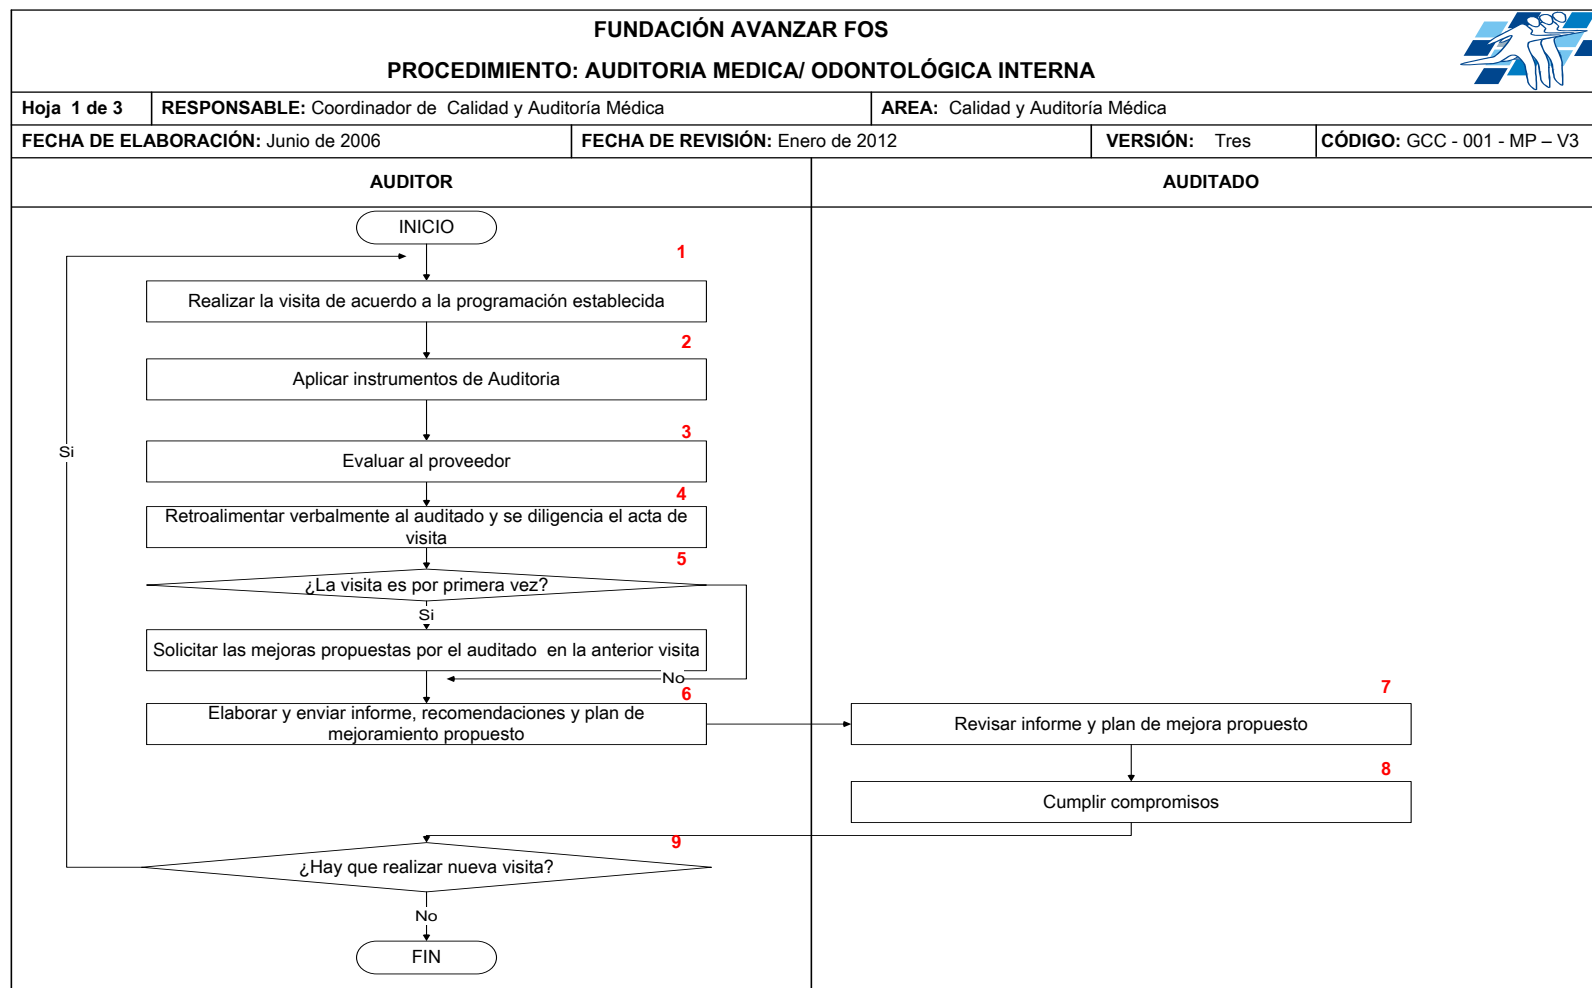 FUNDACIÓN AVANZAR FOS
PROCEDIMIENTO: AUDITORIA MEDICA/ ODONTOLÓGICA INTERNA
Hoja 1 de 3 RESPONSABLE: Coordinador de Calidad y Auditoría Médica AREA: Calidad y Auditoría Médica
FECHA DE ELABORACIÓN: Junio de 2006 FECHA DE REVISIÓN: Enero de 2012 VERSIÓN: Tres CÓDIGO: GCC - 001 - MP – V3
AUDITOR AUDITADO
INICIO
1
Realizar la visita de acuerdo a la programación establecida
2
Aplicar instrumentos de Auditoria
3
Si
Evaluar al proveedor
4
Retroalimentar verbalmente al auditado y se diligencia el acta de
visita
5
¿La visita es por primera vez?
Si
Solicitar las mejoras propuestas por el auditado en la anterior visita
No
6
Elaborar y enviar informe, recomendaciones y plan de
mejoramiento propuesto
7
Revisar informe y plan de mejora propuesto
8
Cumplir compromisos
9
¿Hay que realizar nueva visita?
No
FIN